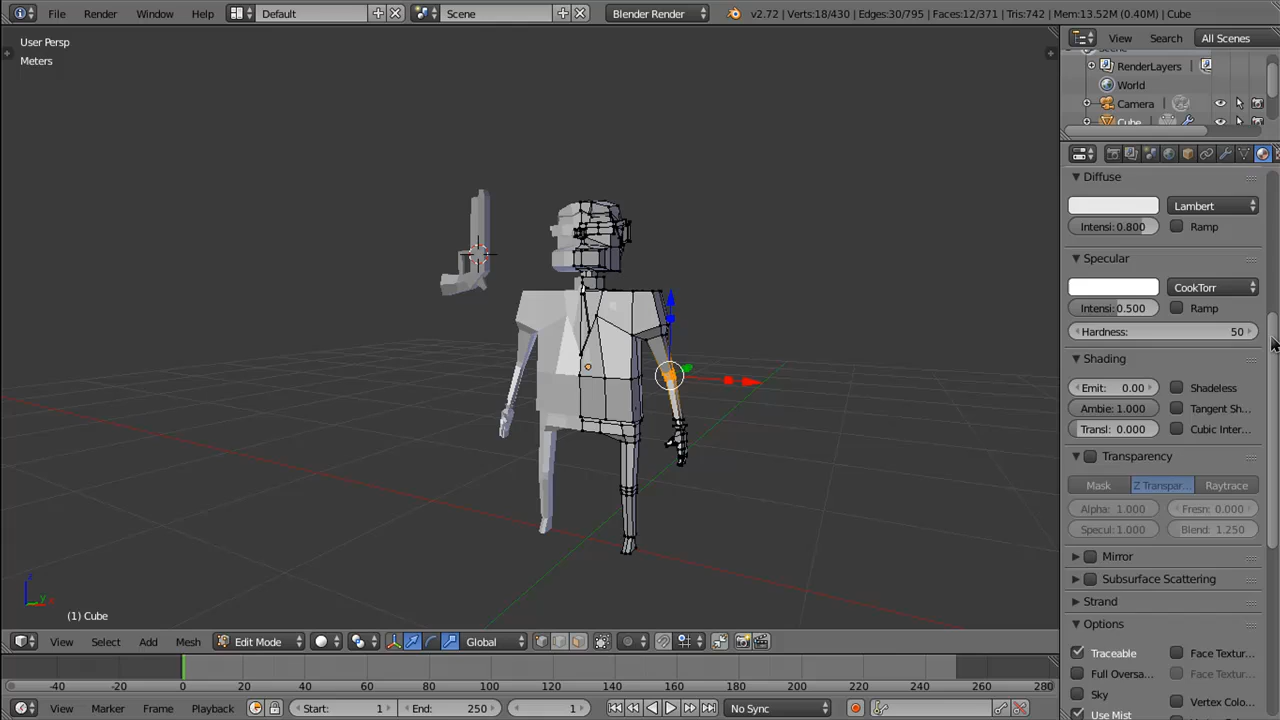 File Render Window Help Default Scene Blender Render v2.72 | Verts:18/430 | Edges:30/795 | Faces:12/371 | Tris:742 | Mem:13.52M (0.40M) | Cube
User Persp
Meters
View Search All Scenes
RenderLayers |
World
Camera |
Cube
Diffuse
Lambert
Intensi: 0.800 Ramp
Specular
CookTorr
Intensi: 0.500 Ramp
Hardness: 50
Shading
Emit: 0.00 Shadeless
Ambie: 1.000 Tangent Sh...
Transl: 0.000 Cubic Inter...
Transparency
Mask Z Transpar... Raytrace
Alpha: 1.000 Fresn: 0.000
Specul: 1.000 Blend: 1.250
Mirror
Subsurface Scattering
Strand
Options
Traceable Face Textur...
Full Oversa... Face Textur...
Sky
Vertex Colo...
Use Mist
z
y
x
(1) Cube
View Select Add Mesh Edit Mode Global
-40 -20 0 20 40 60 80 100 120 140 160 180 200 220 240 260 280
View Marker Frame Playback Start: 1 End: 250 1 No Sync